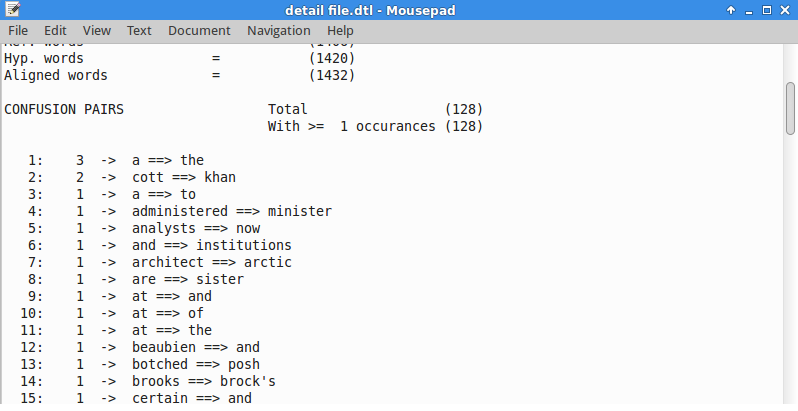 detail file.dtl - Mousepad
File Edit View Text Document Navigation Help
Hyp. words = (1420)
Aligned words = (1432)
CONFUSION PAIRS Total (128)
With >= 1 occurances (128)
1: 3 -> a ==> the
2: 2 -> cott ==> khan
3: 1 -> a ==> to
4: 1 -> administered ==> minister
5: 1 -> analysts ==> now
6: 1 -> and ==> institutions
7: 1 -> architect ==> arctic
8: 1 -> are ==> sister
9: 1 -> at ==> and
10: 1 -> at ==> of
11: 1 -> at ==> the
12: 1 -> beaubien ==> and
13: 1 -> botched ==> posh
14: 1 -> brooks ==> brock's
15: 1 -> certain ==> and